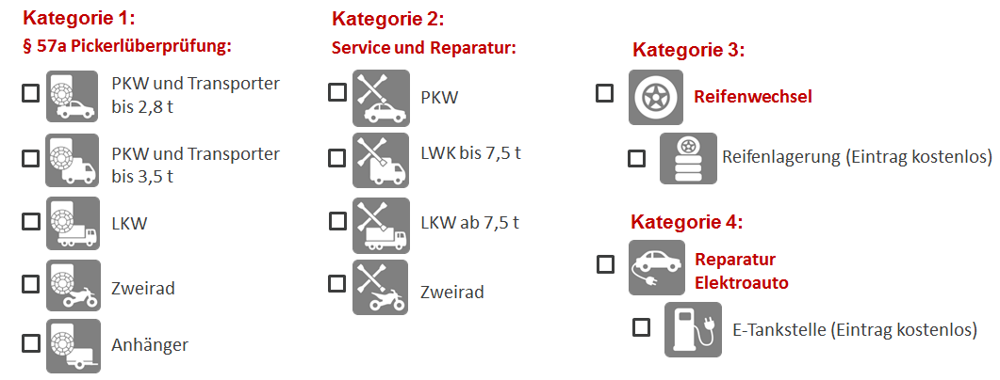 Kategorie 1:
§ 57a Pickerlüberprüfung:
PKW und Transporter
bis 2,8 t
PKW und Transporter
bis 3,5 t
LKW
Zweirad
Anhänger
Kategorie 2:
Service und Reparatur:
PKW
LWK bis 7,5 t
LKW ab 7,5 t
Zweirad
Kategorie 3:
Reifenwechsel
Reifenlagerung (Eintrag kostenlos)
Kategorie 4:
Reparatur
Elektroauto
E-Tankstelle (Eintrag kostenlos)